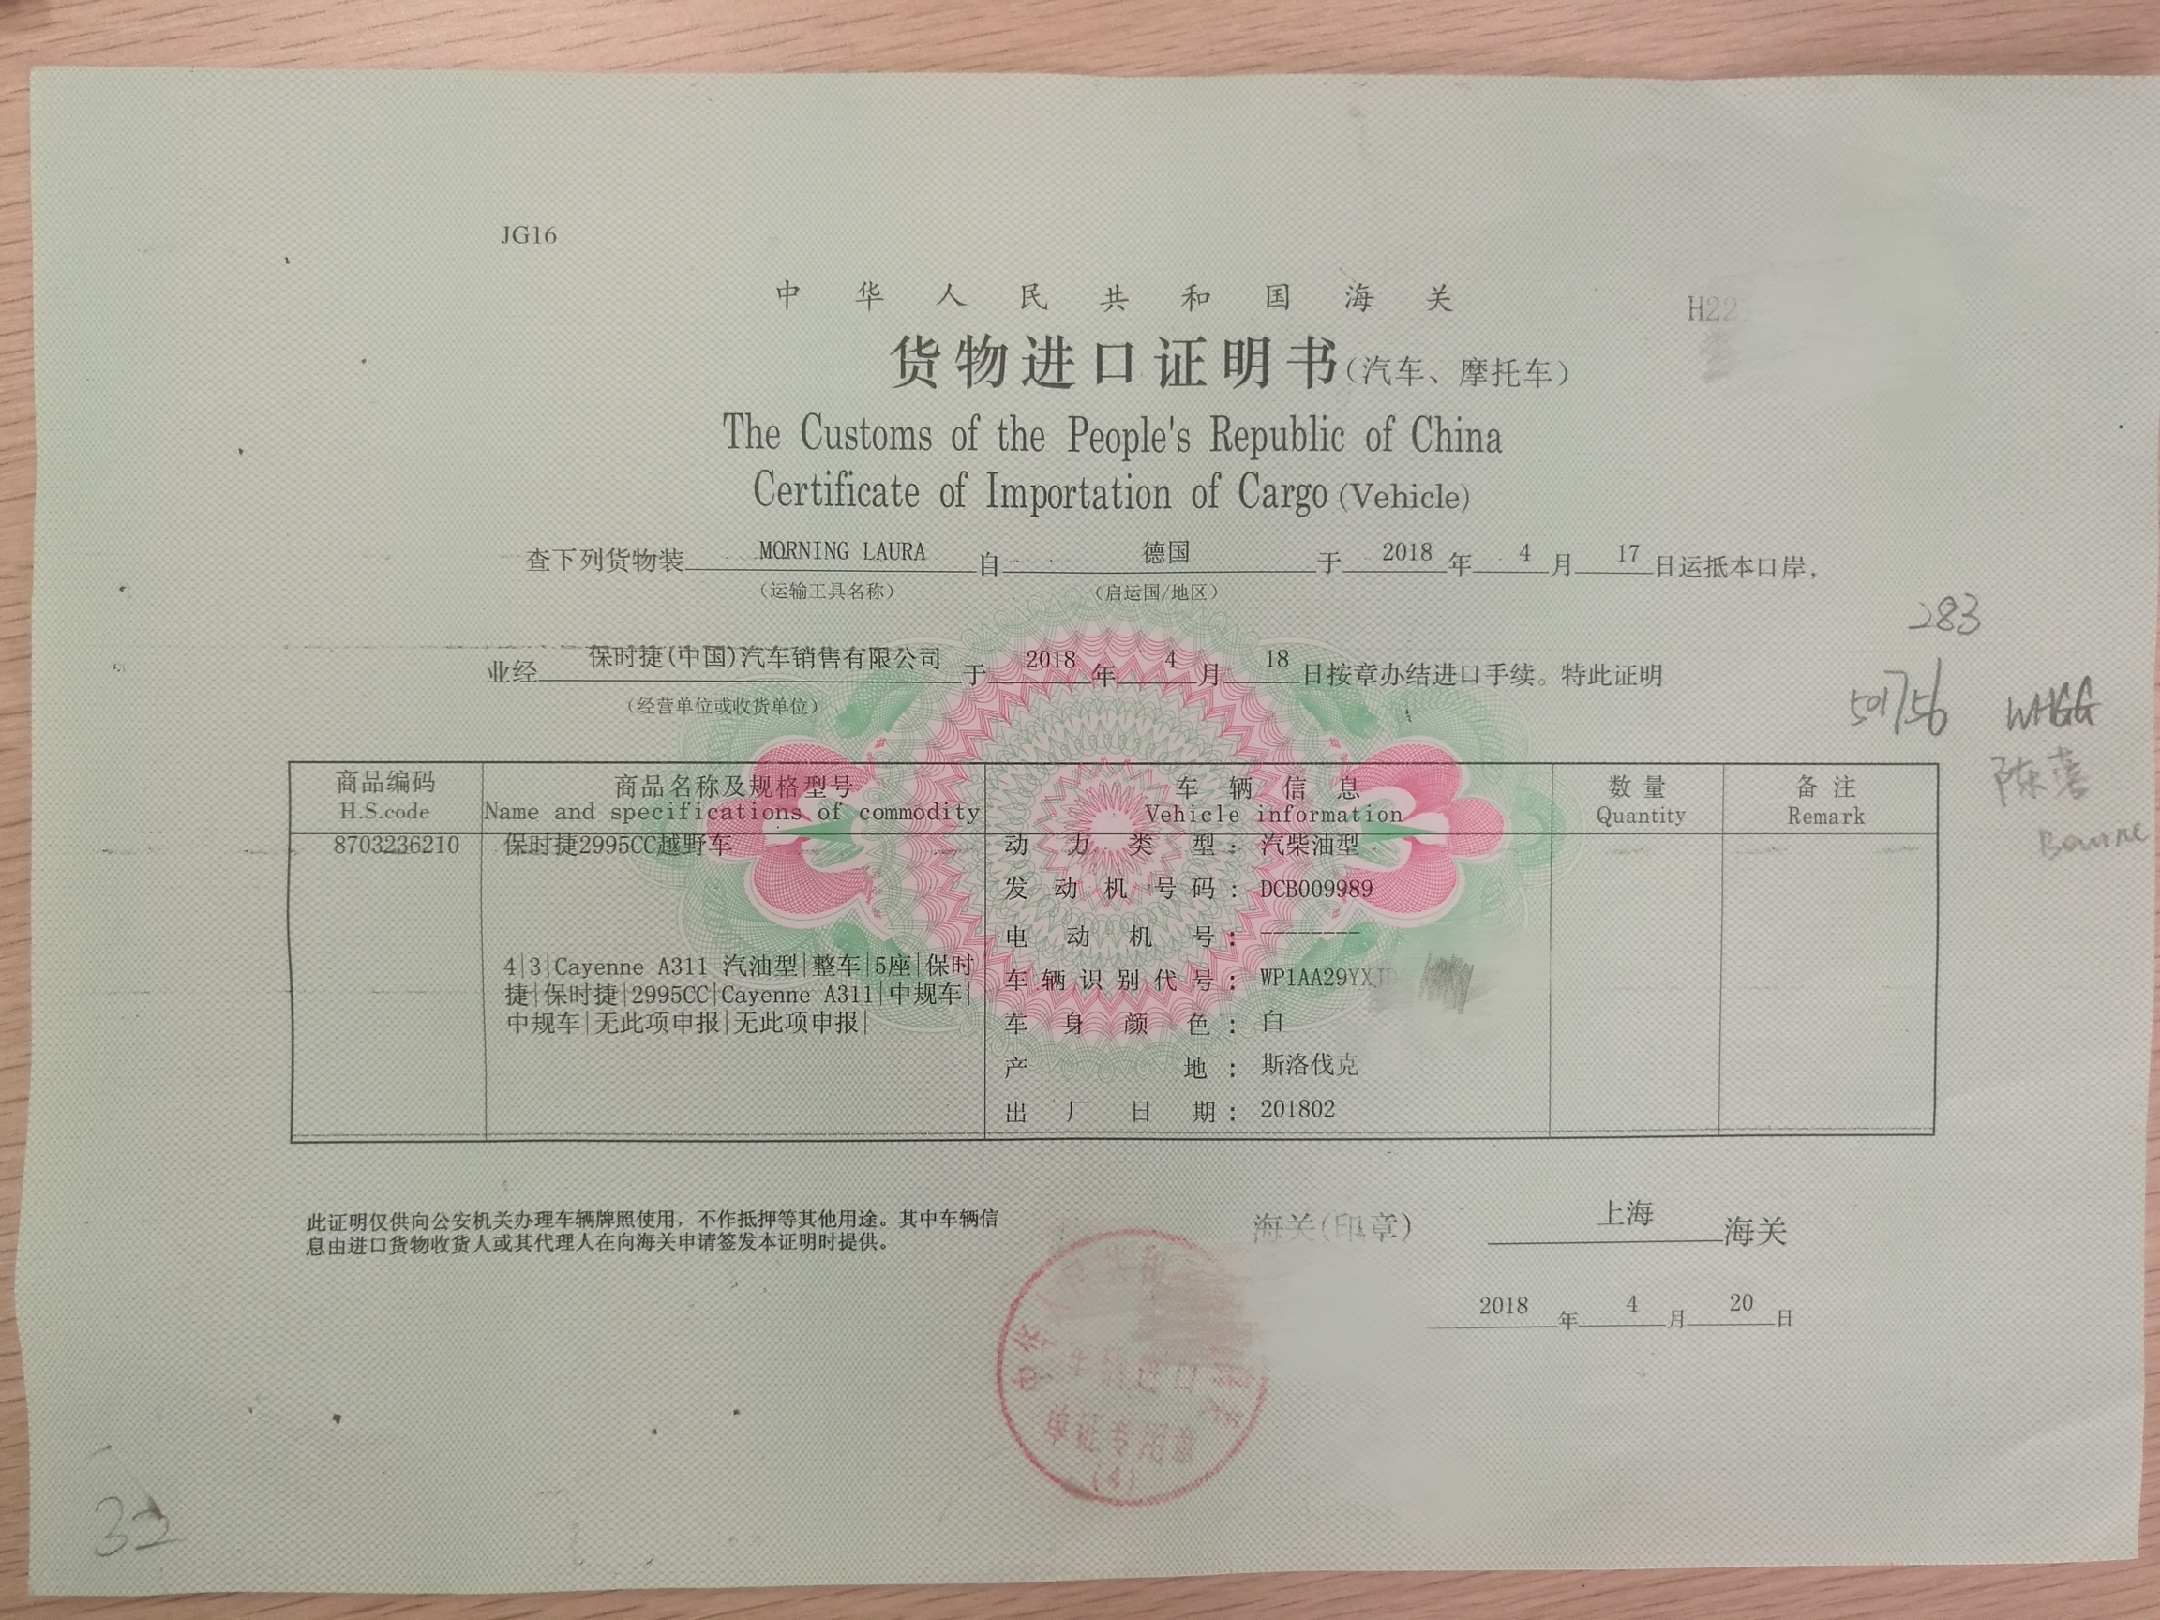 JG16
中华人民共和国海关
H22
货物进口证明书(汽车、摩托车)
The Customs of the People's Republic of China
Certificate of Importation of Cargo (Vehicle)
查下列货物装 MORNING LAURA 自 德国 于 2018 年 4 月 17 日运抵本口岸,
(运输工具名称) (启运国/地区)
283
业经 保时捷(中国)汽车销售有限公司 于 2018 年 4 月 18 日按章办结进口手续。特此证明
(经营单位或收货单位)
501756 WHGG
商品编码 商品名称及规格型号 车辆信息 数量 备注
H.S.code Name and specifications of commodity Vehicle information Quantity Remark
8703236210 保时捷2995CC越野车 动力类型: 汽柴油型
发动机号码: DCB009989
电动机号: --------
4|3|Cayenne A311 汽油型|整车|5座|保时
捷|保时捷|2995CC|Cayenne A311|中规车|
中规车|无此项申报|无此项申报|
车辆识别代号: WP1AA29YXJ
车身颜色: 白
产地: 斯洛伐克
出厂日期: 201802
此证明仅供向公安机关办理车辆牌照使用,不作抵押等其他用途。其中车辆信
息由进口货物收货人或其代理人在向海关申请签发本证明时提供。
海关(印章) 上海 海关
2018 年 4 月 20 日
车辆进口
单证专用章
(4)
32